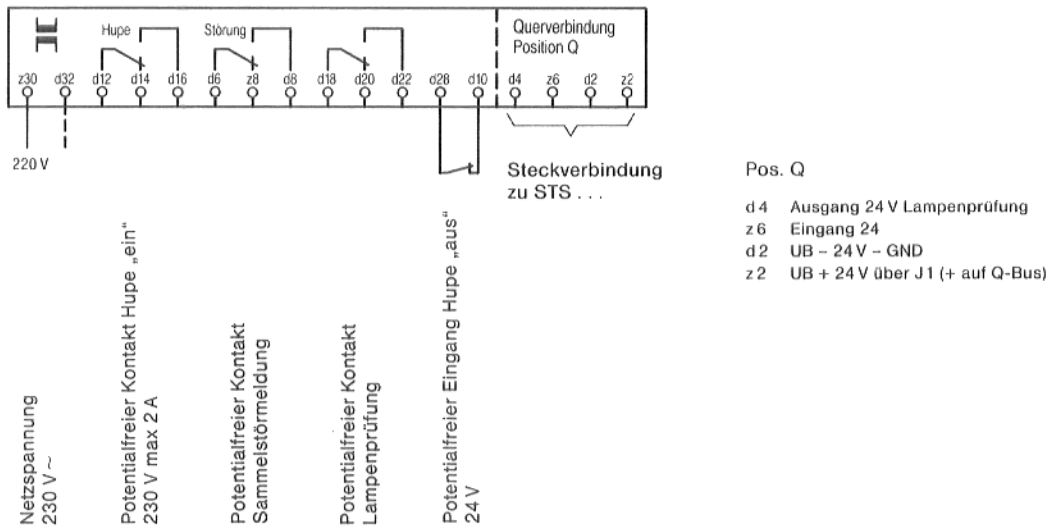 Hupe
Störung
Querverbindung
Position Q
z30 d32 d12 d14 d16 d6 z8 d8 d18 d20 d22 d28 d10 d4 z6 d2 z2
220 V
Steckverbindung
zu STS . . .
Netzspannung
230 V ~
Potentialfreier Kontakt Hupe „ein“
230 V max 2 A
Potentialfreier Kontakt
Sammelstörmeldung
Potentialfreier Kontakt
Lampenprüfung
Potentialfreier Eingang Hupe „aus“
24 V
Pos. Q
d 4 Ausgang 24 V Lampenprüfung
z 6 Eingang 24
d 2 UB – 24 V – GND
z 2 UB + 24 V über J 1 (+ auf Q-Bus)